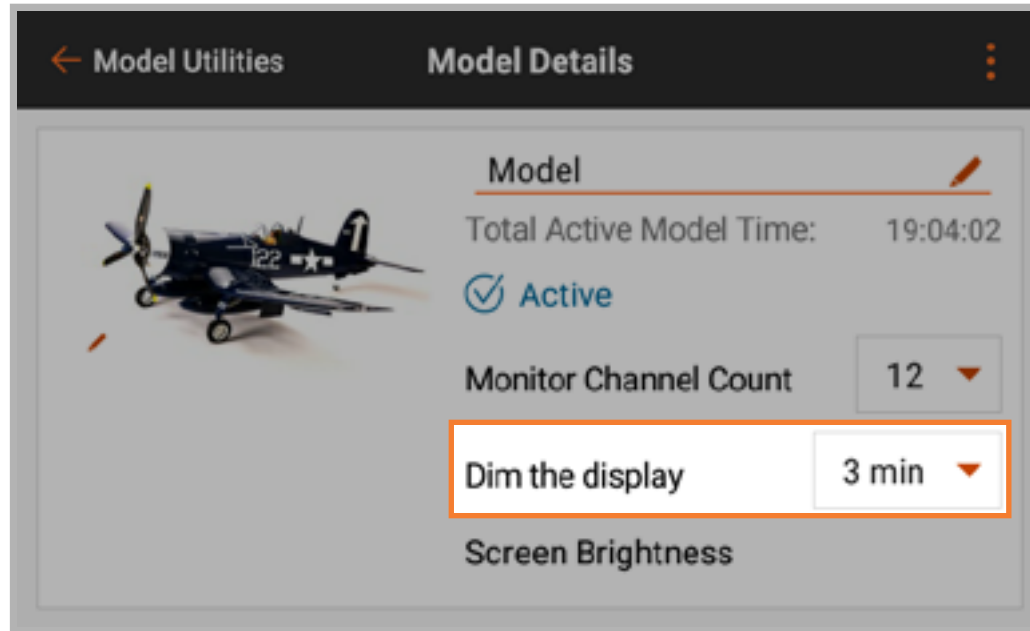 Model Utilities
Model Details
Model
Total Active Model Time: 19:04:02
Active
Monitor Channel Count 12
Dim the display 3 min
Screen Brightness
122